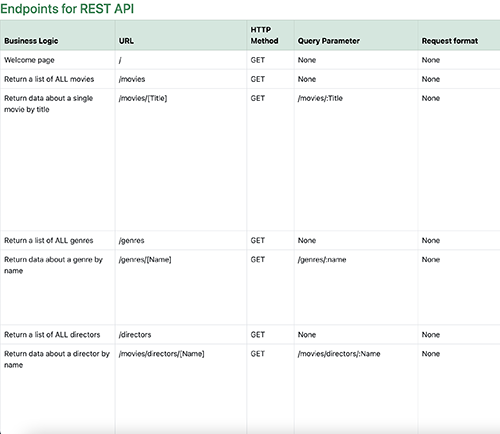 Endpoints for REST API
Business Logic URL HTTP Method Query Parameter Request format
Welcome page / GET None None
Return a list of ALL movies /movies GET None None
Return data about a single movie by title /movies/[Title] GET /movies/:Title None
Return a list of ALL genres /genres GET None None
Return data about a genre by name /genres/[Name] GET /genres/:name None
Return a list of ALL directors /directors GET None None
Return data about a director by name /movies/directors/[Name] GET /movies/directors/:Name None